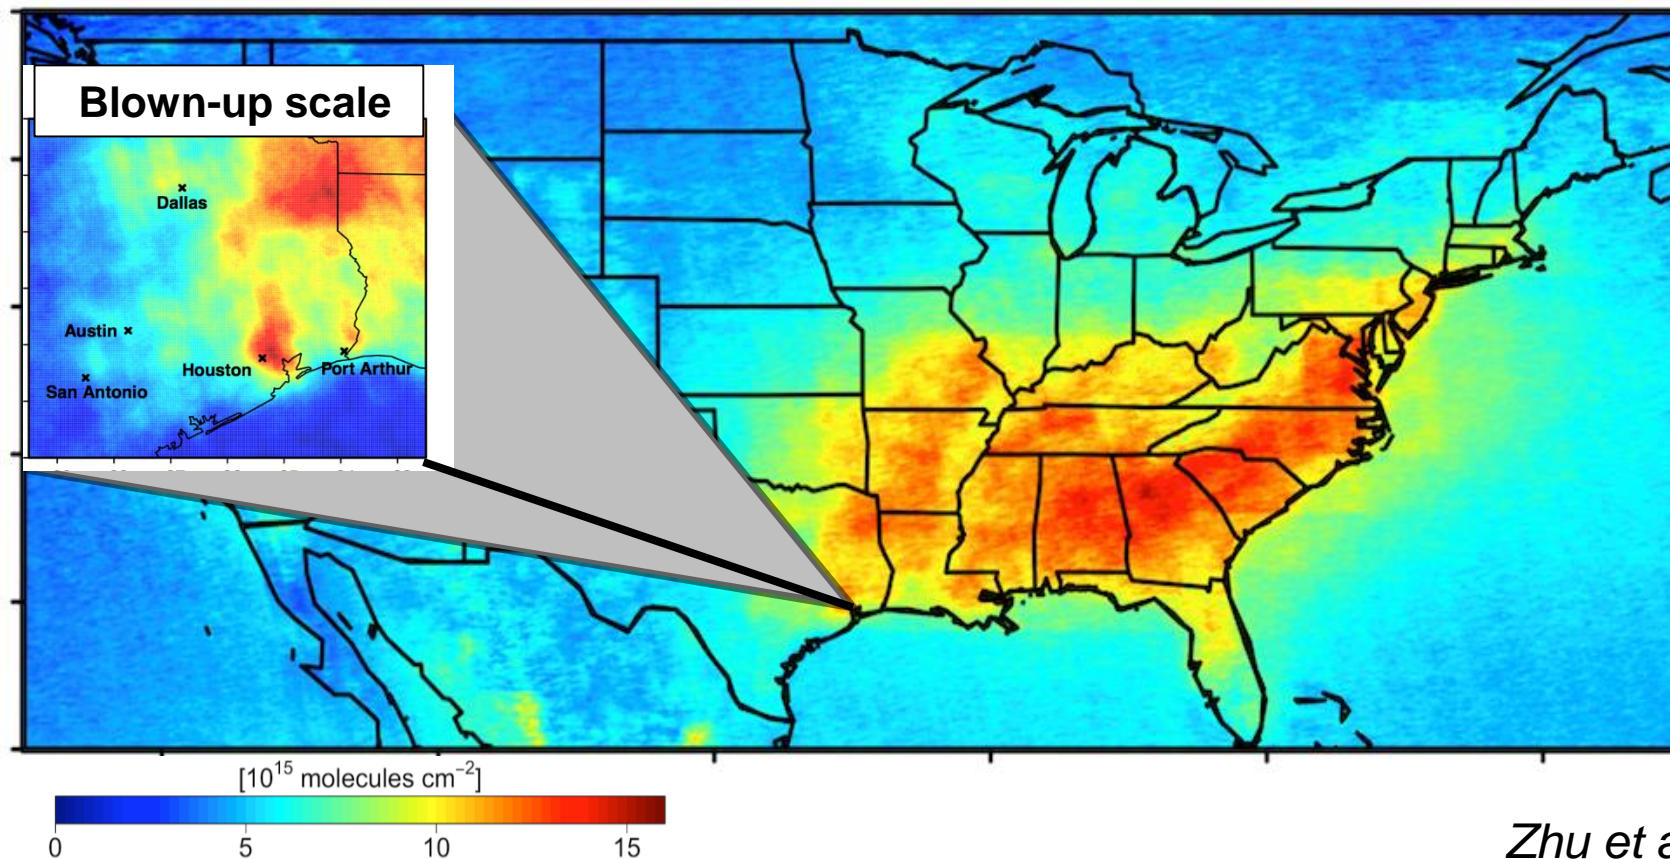 Blown-up scale
Dallas
Austin
Houston
Port Arthur
San Antonio
[10¹⁵ molecules cm⁻²]
0 5 10 15
Zhu et a